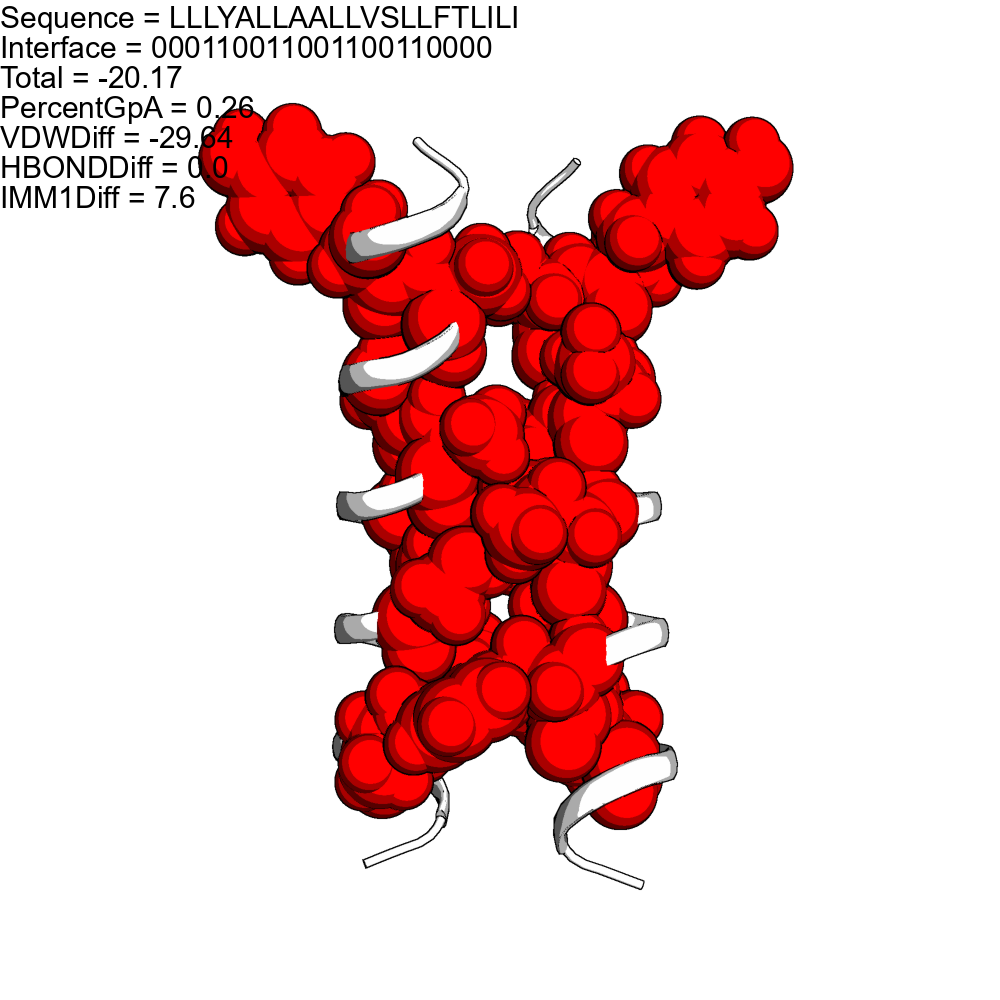 Sequence = LLLYALLAALLVSLLFTLILI
Interface = 000110011001100110000
Total = -20.17
PercentGpA = 0.26
VDWDiff = -29.64
HBONDDiff = 0.0
IMM1Diff = 7.6